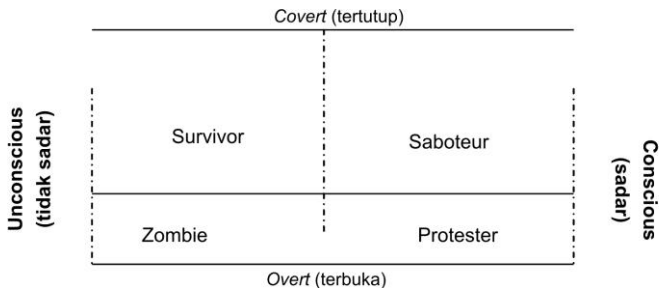 Covert (tertutup)
Unconscious
(tidak sadar)
Survivor
Saboteur
Conscious
(sadar)
Zombie
Protester
Overt (terbuka)